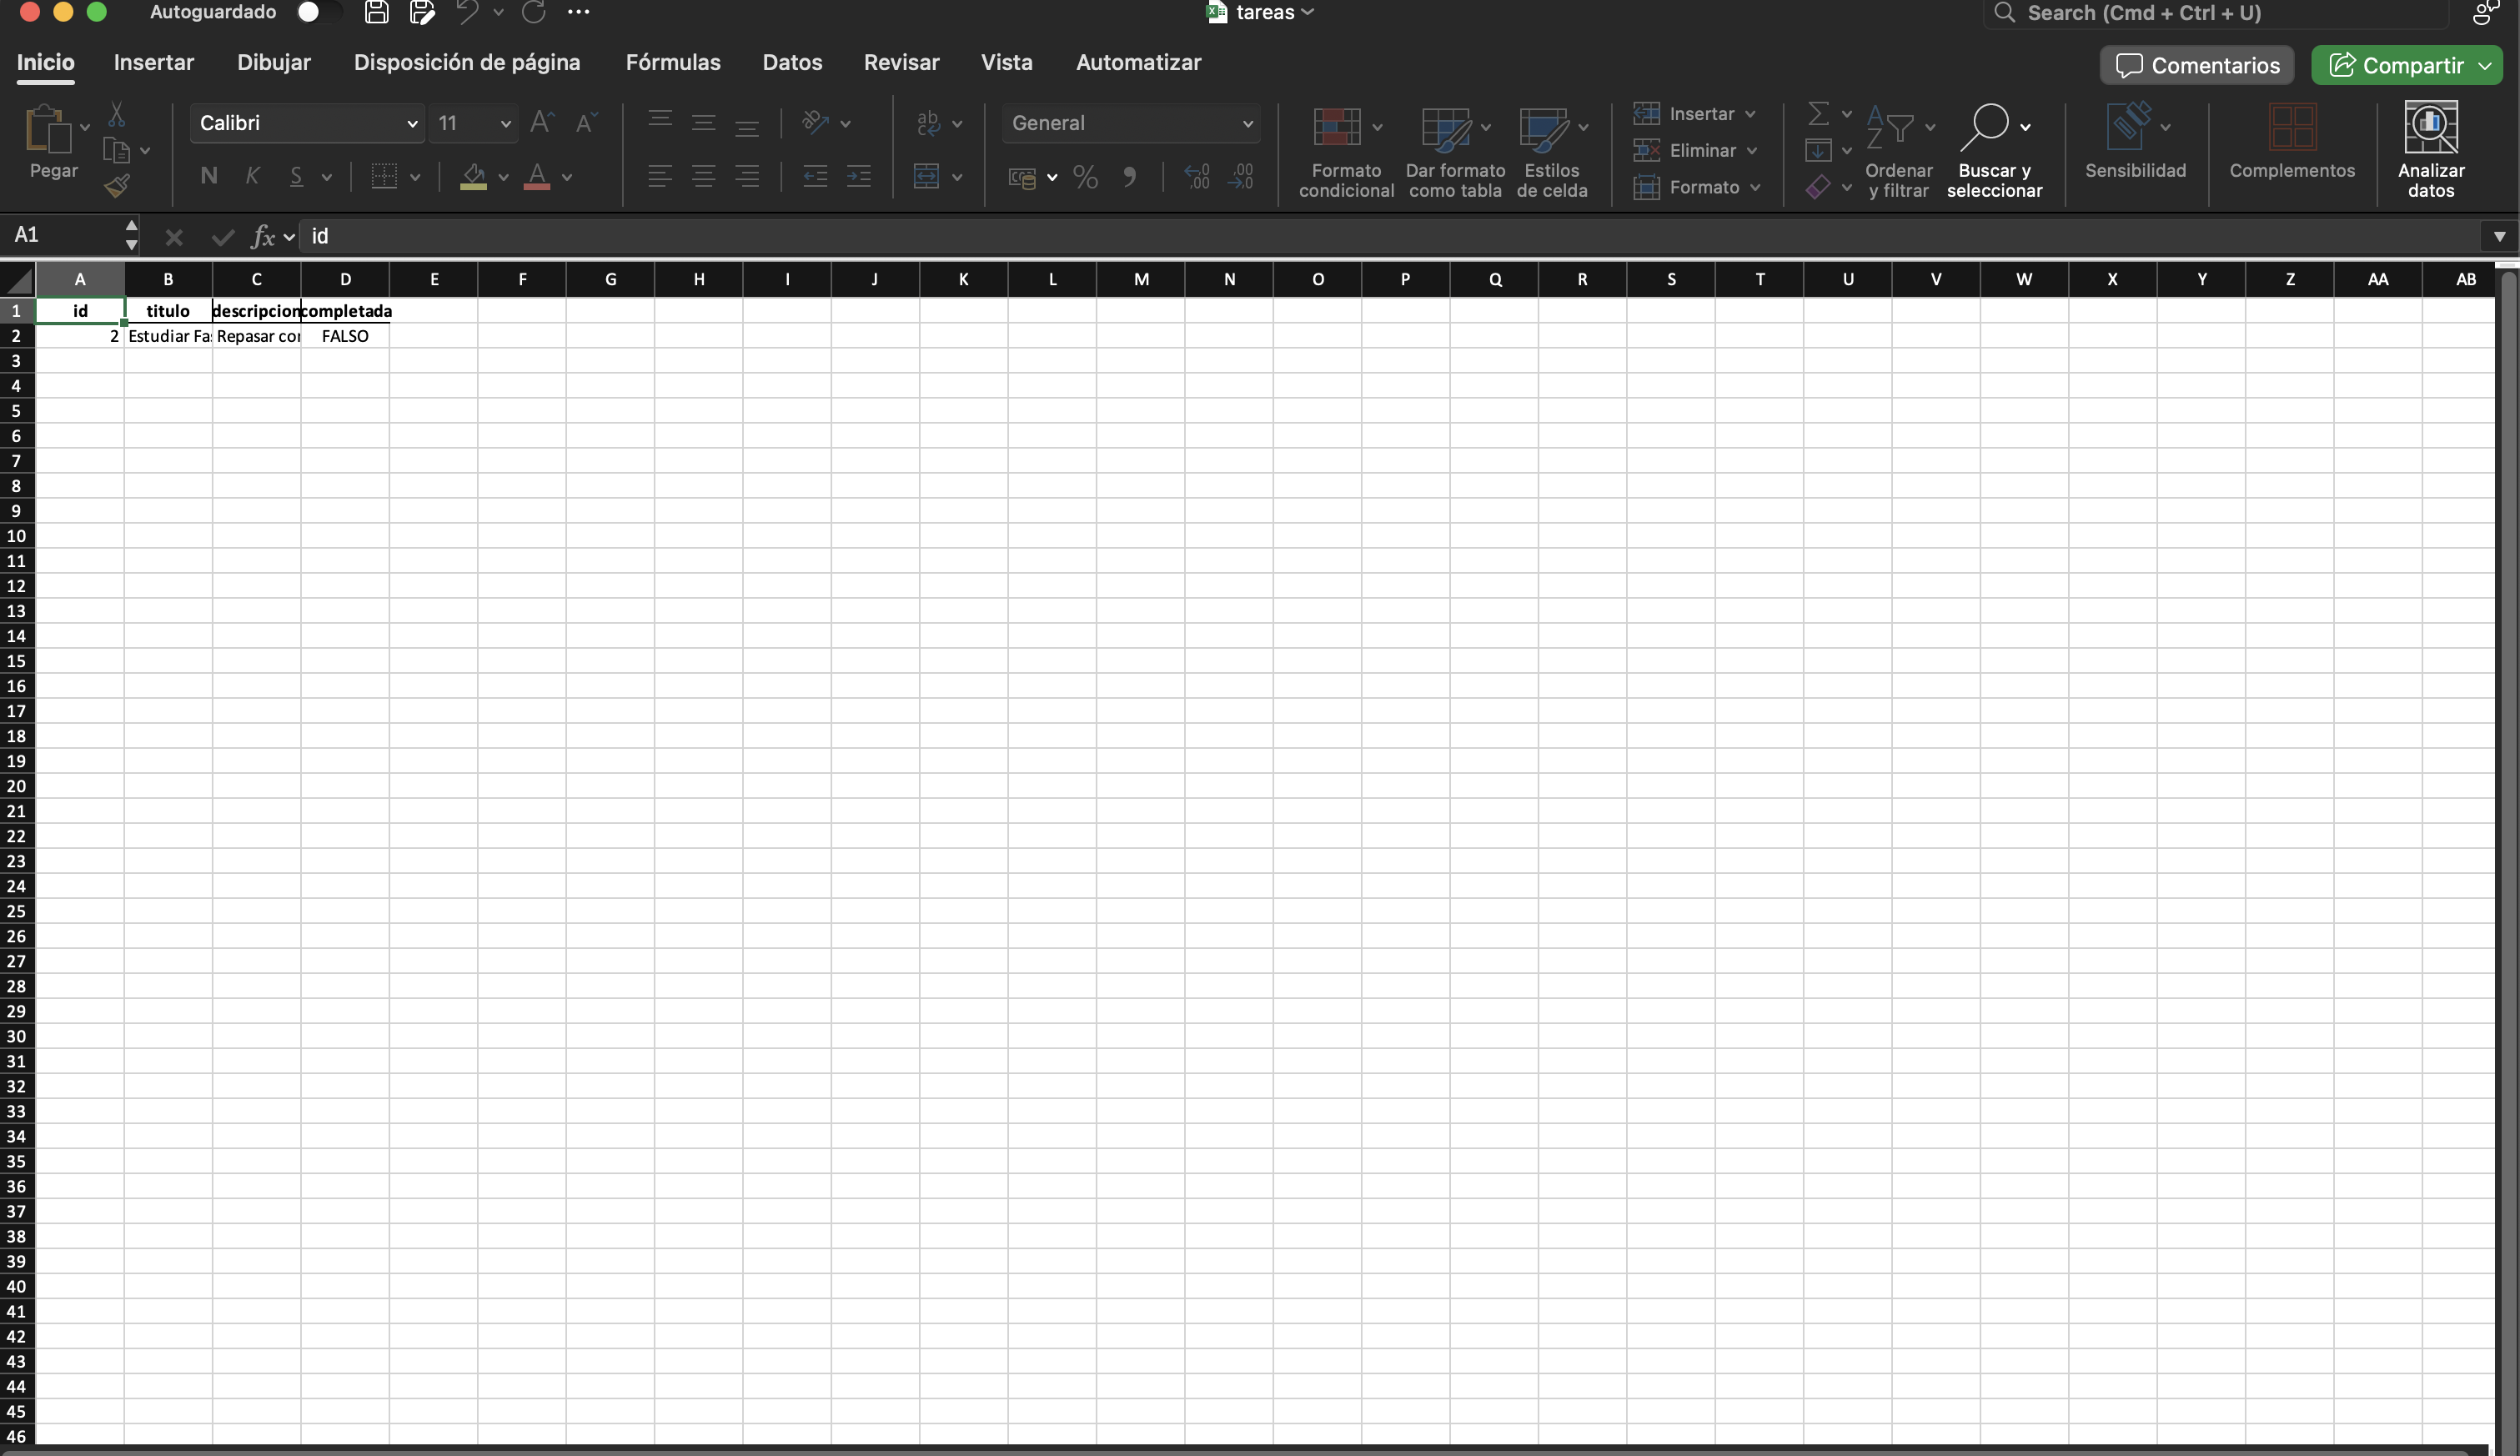 Autoguardado
tareas
Search (Cmd + Ctrl + U)
Inicio Insertar Dibujar Disposición de página Fórmulas Datos Revisar Vista Automatizar
Comentarios Compartir
Pegar
Calibri 11
N K S
ab
General
% 
Formato condicional
Dar formato como tabla
Estilos de celda
Insertar
Eliminar
Formato
Ordenar y filtrar
Buscar y seleccionar
Sensibilidad
Complementos
Analizar datos
A1 fx id
A B C D E F G H I J K L M N O P Q R S T U V W X Y Z AA AB
1 id titulo descripcion completada
2 2 Estudiar Fas Repasar con FALSO
3
4
5
6
7
8
9
10
11
12
13
14
15
16
17
18
19
20
21
22
23
24
25
26
27
28
29
30
31
32
33
34
35
36
37
38
39
40
41
42
43
44
45
46